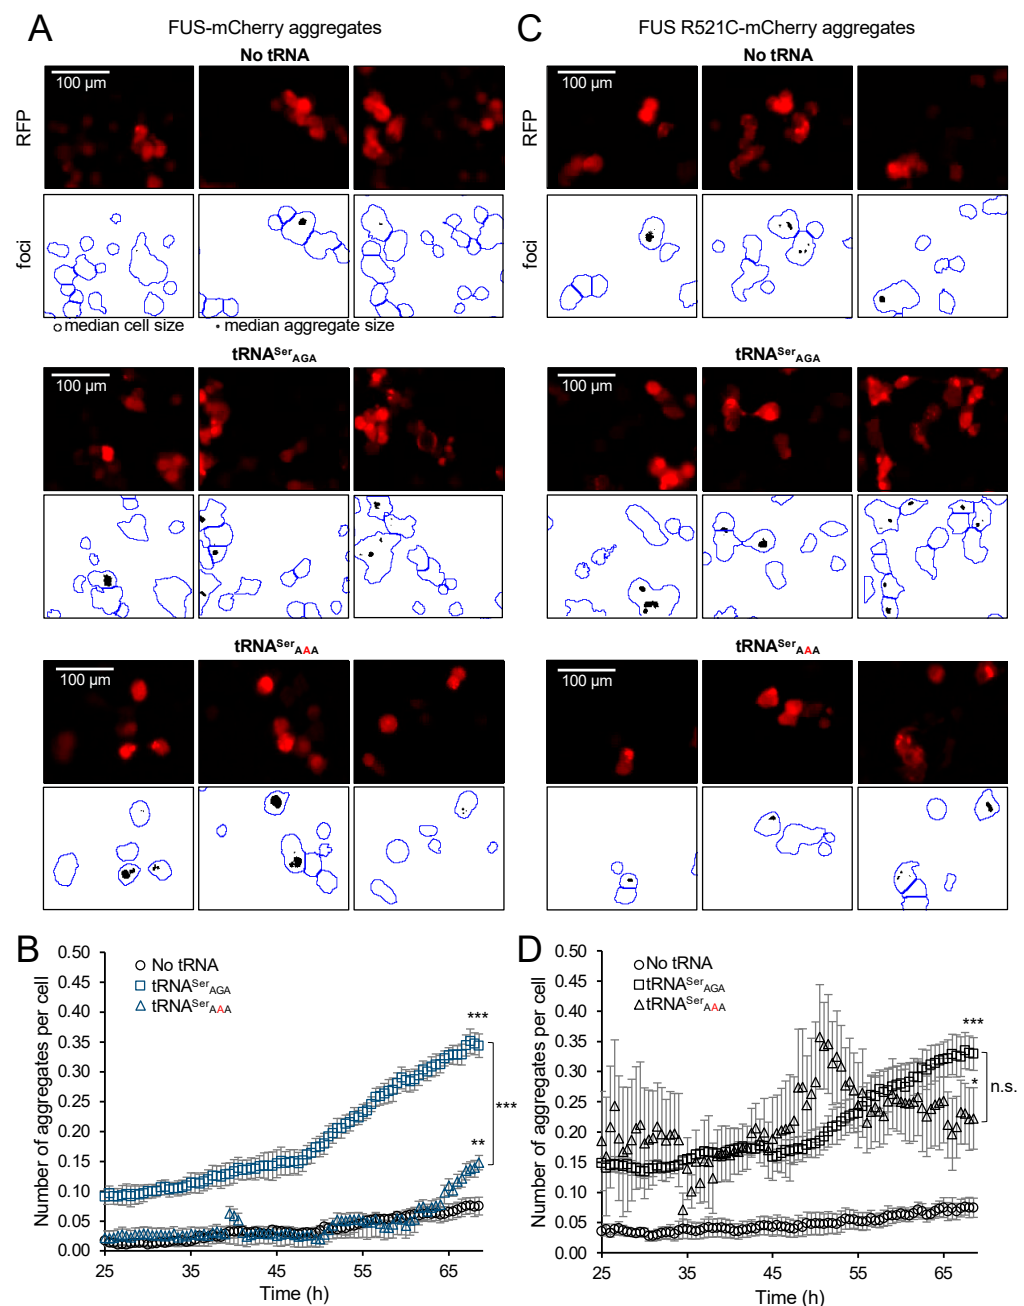 A
FUS-mCherry aggregates
No tRNA
RFP
100 µm
foci
median cell size
median aggregate size
tRNASerAGA
100 µm
tRNASerAAA
100 µm
C
FUS R521C-mCherry aggregates
No tRNA
RFP
100 µm
foci
tRNASerAGA
100 µm
tRNASerAAA
100 µm
B
Number of aggregates per cell
0.50
0.45
0.40
0.35
0.30
0.25
0.20
0.15
0.10
0.05
0.00
No tRNA
tRNASerAGA
tRNASerAAA
***
***
**
25 35 45 55 65
Time (h)
D
Number of aggregates per cell
0.50
0.45
0.40
0.35
0.30
0.25
0.20
0.15
0.10
0.05
0.00
No tRNA
tRNASerAGA
tRNASerAAA
***
n.s.
*
25 35 45 55 65
Time (h)